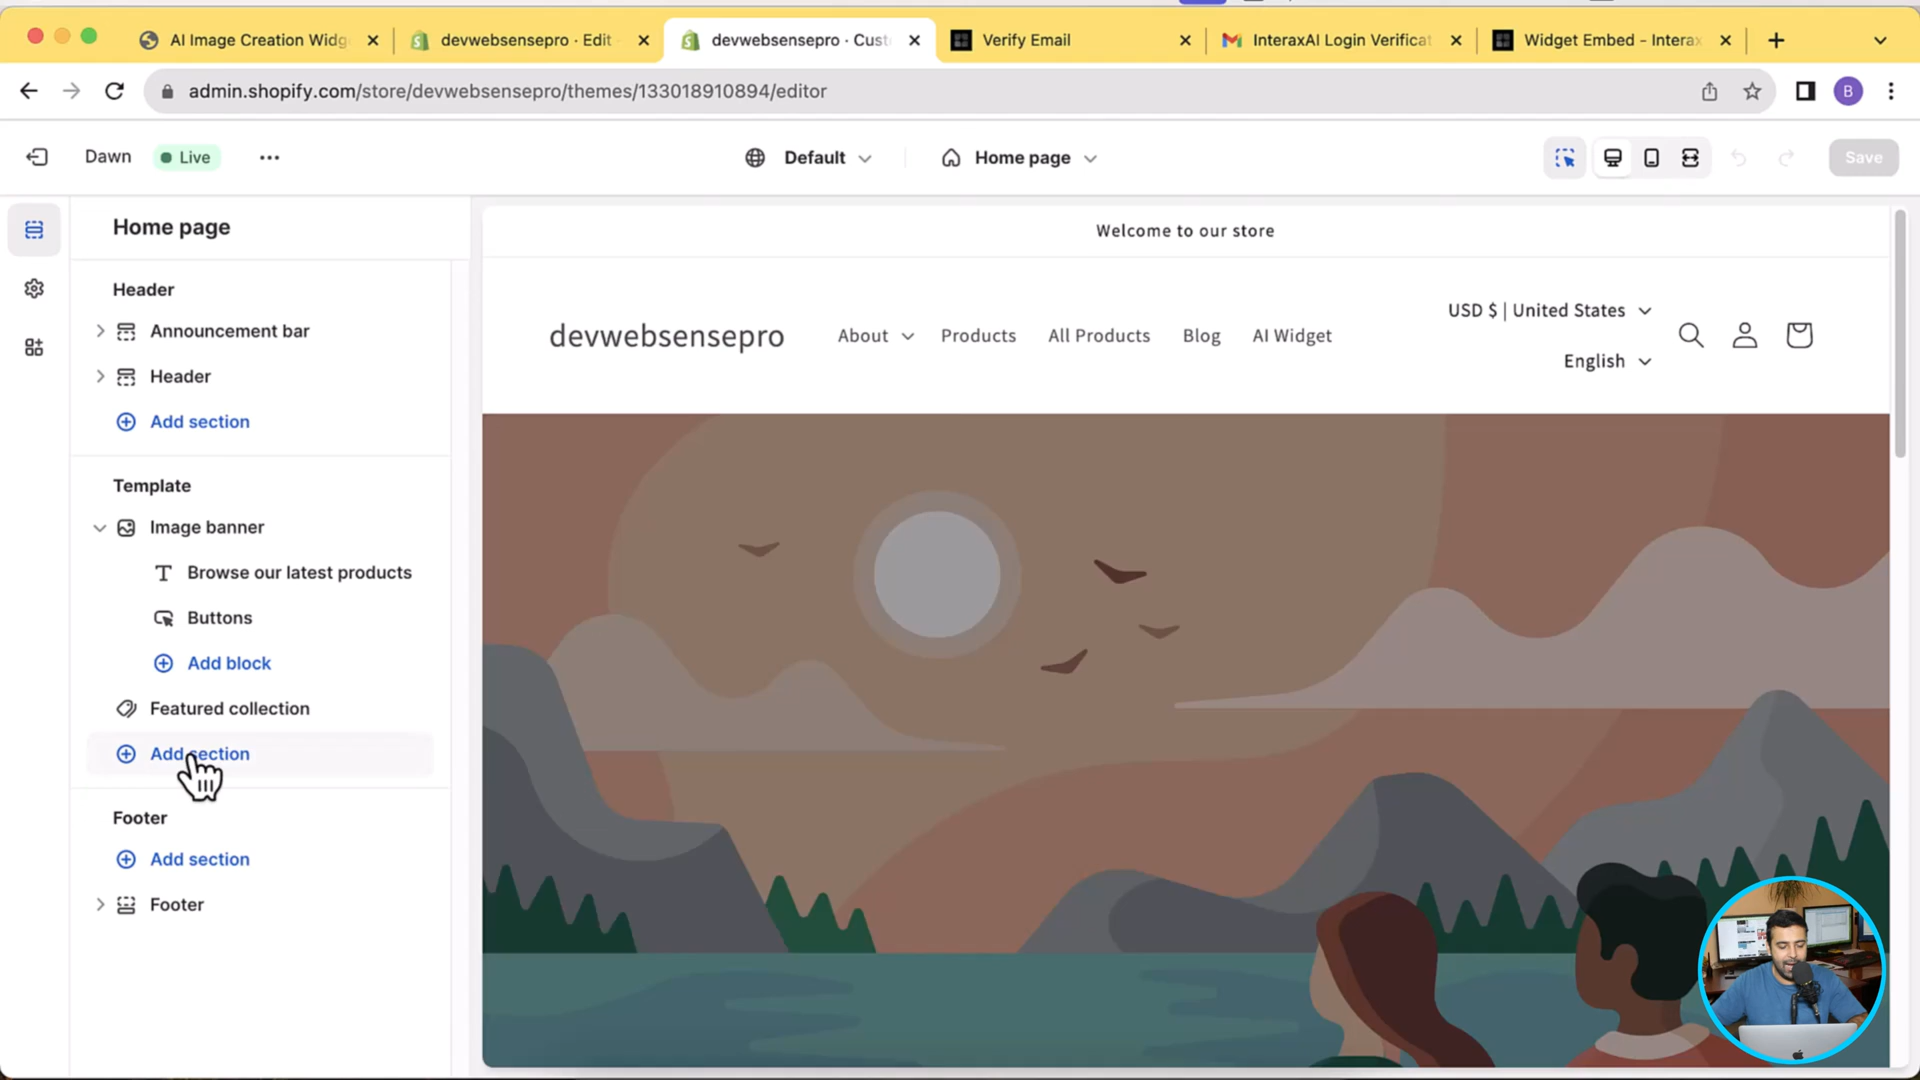 AI Image Creation Widg
devwebsensepro · Edit
devwebsensepro · Cust
Verify Email
InteraxAI Login Verificat
Widget Embed - Interax
admin.shopify.com/store/devwebsensepro/themes/133018910894/editor
B
Dawn
Live
Default
Home page
Save
Home page
Header
Announcement bar
Header
Add section
Template
Image banner
Browse our latest products
Buttons
Add block
Featured collection
Add section
Footer
Add section
Footer
Welcome to our store
devwebsensepro
About
Products
All Products
Blog
AI Widget
USD $ | United States
English